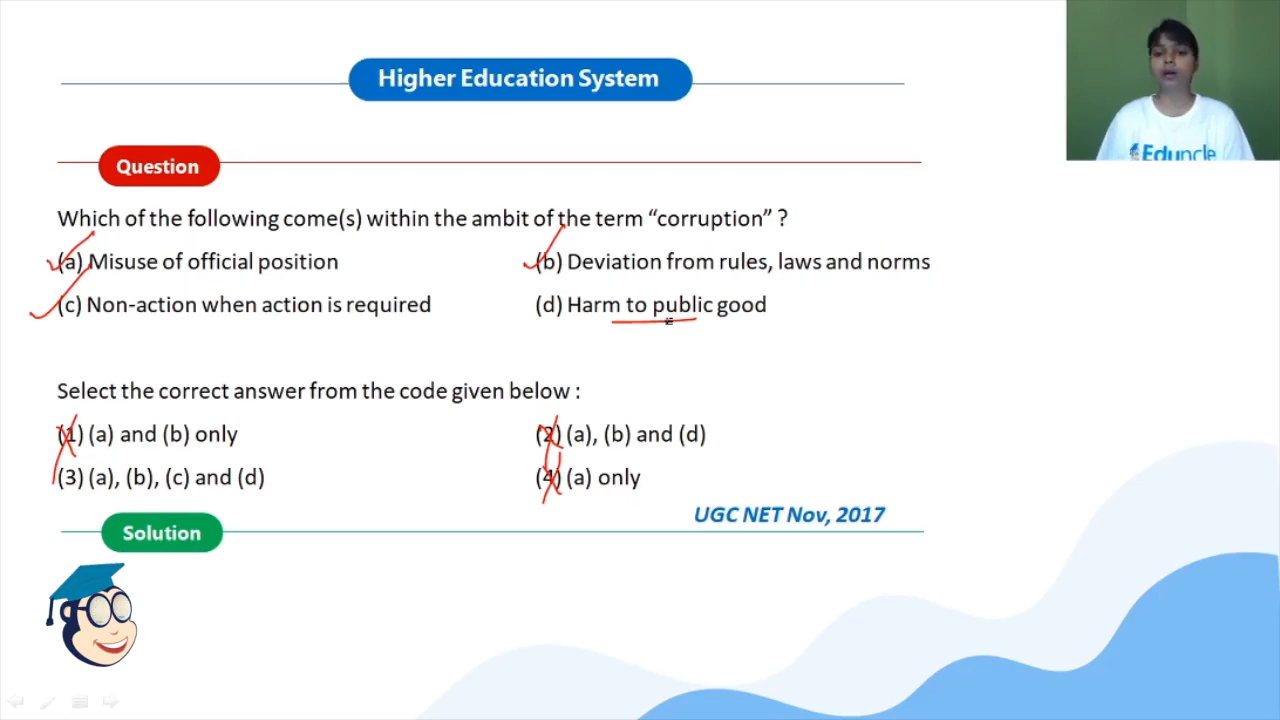 Higher Education System
Eduncle
Question
Which of the following come(s) within the ambit of the term “corruption” ?
(a) Misuse of official position
(b) Deviation from rules, laws and norms
(c) Non-action when action is required
(d) Harm to public good
Select the correct answer from the code given below :
(1) (a) and (b) only
(2) (a), (b) and (d)
(3) (a), (b), (c) and (d)
(4) (a) only
UGC NET Nov, 2017
Solution